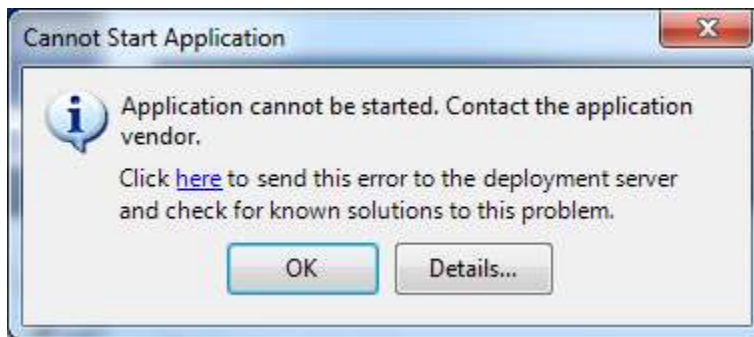 Cannot Start Application
Application cannot be started. Contact the application
vendor.
Click here to send this error to the deployment server
and check for known solutions to this problem.
OK
Details...